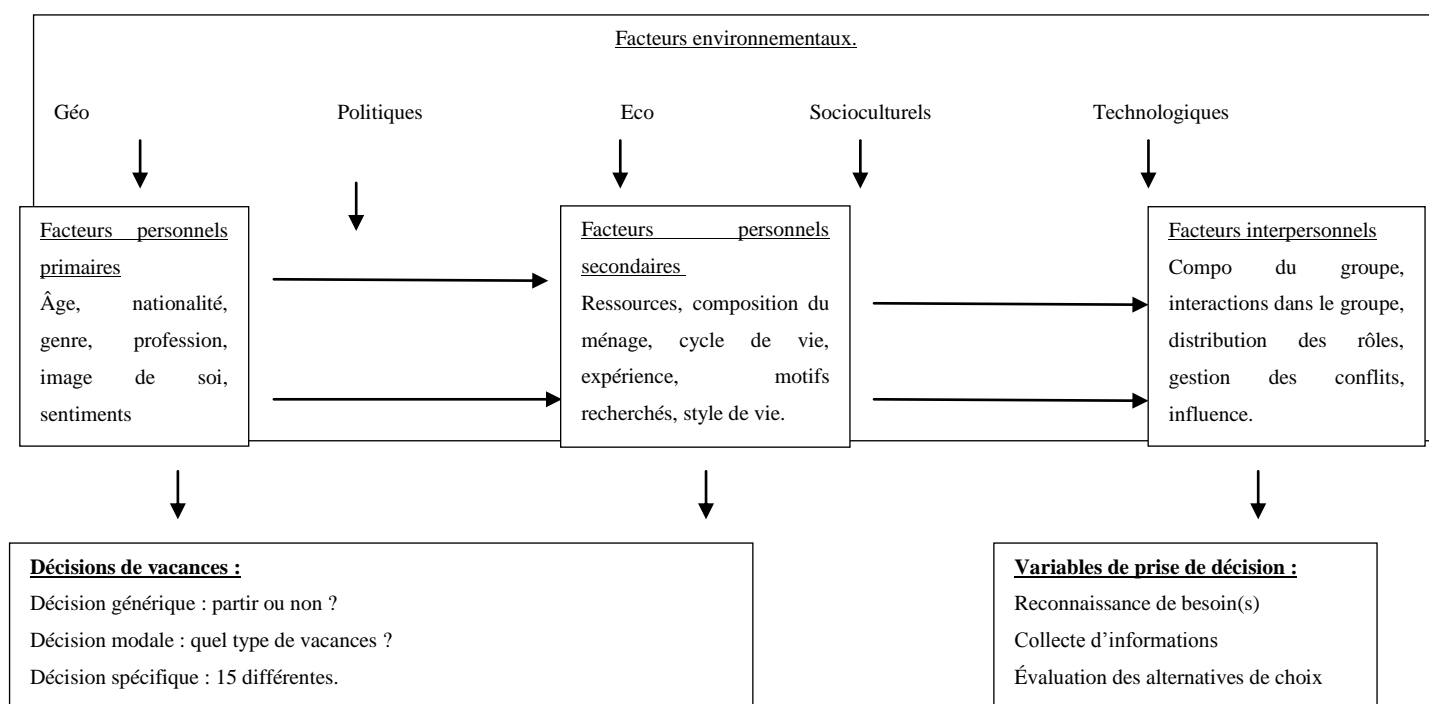 Facteurs environnementaux.
Géo Politiques Eco Socioculturels Technologiques
Facteurs personnels
primaires
Âge, nationalité,
genre, profession,
image de soi,
sentiments
Facteurs personnels
secondaires
Ressources, composition du
ménage, cycle de vie,
expérience, motifs
recherchés, style de vie.
Facteurs interpersonnels
Compo du groupe,
interactions dans le groupe,
distribution des rôles,
gestion des conflits,
influence.
Décisions de vacances :
Décision générique : partir ou non ?
Décision modale : quel type de vacances ?
Décision spécifique : 15 différentes.
Variables de prise de décision :
Reconnaissance de besoin(s)
Collecte d’informations
Évaluation des alternatives de choix